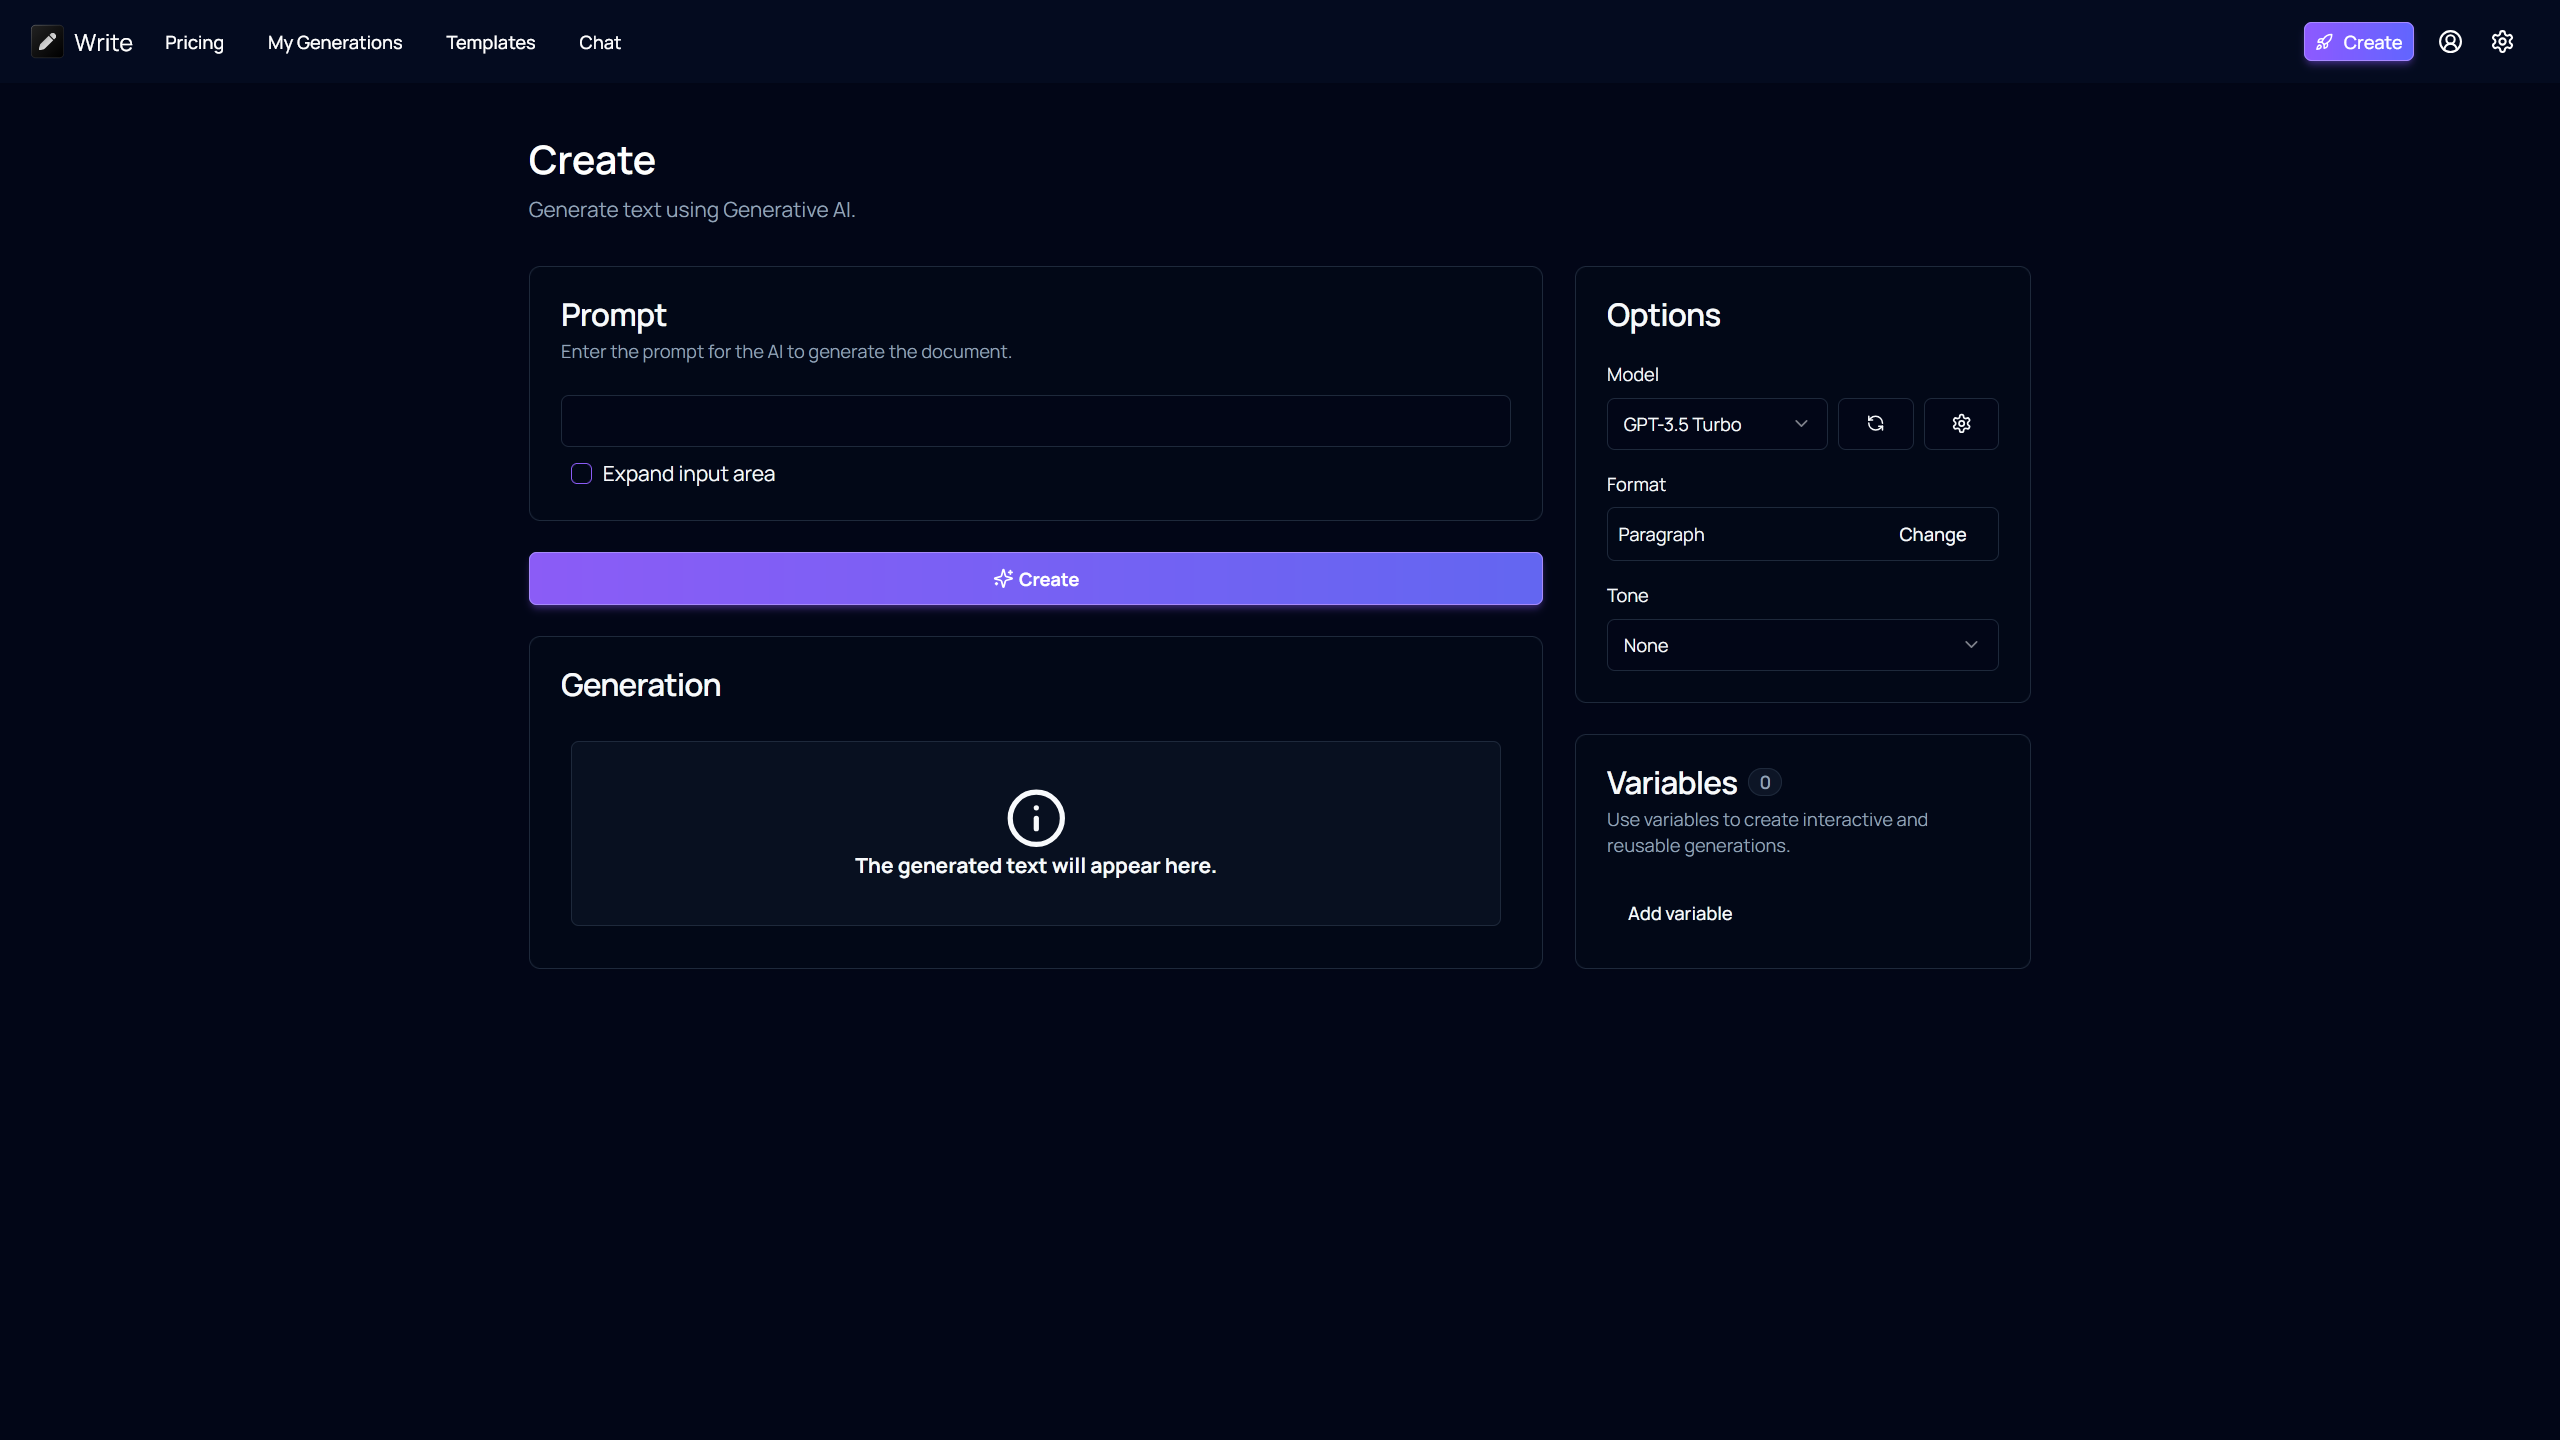 Write
Pricing
My Generations
Templates
Chat
Create
Create
Generate text using Generative AI.
Prompt
Enter the prompt for the AI to generate the document.
Expand input area
Create
Generation
The generated text will appear here.
Options
Model
GPT-3.5 Turbo
Format
Paragraph
Change
Tone
None
Variables 0
Use variables to create interactive and
reusable generations.
Add variable